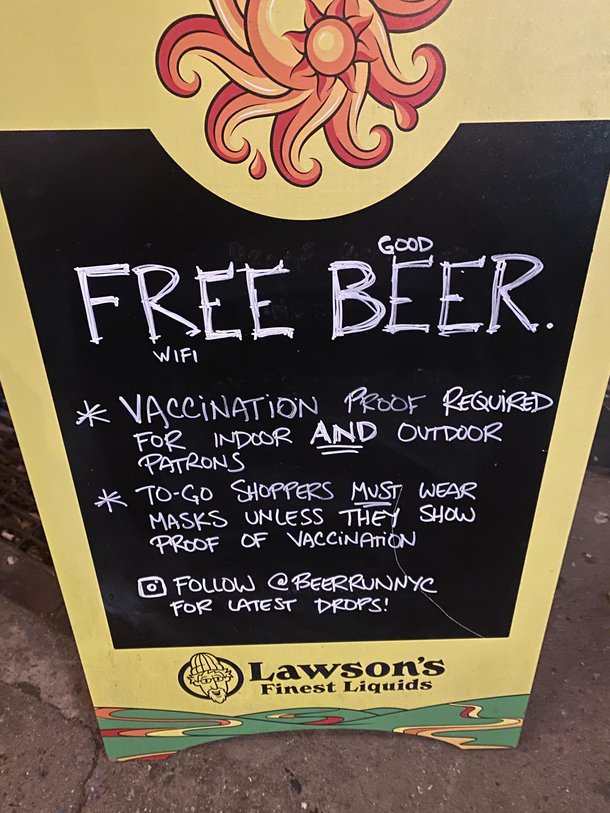 GOOD
FREE BEER.
WIFI
* VACCINATION PROOF REQUIRED
FOR INDOOR AND OUTDOOR
PATRONS
* TO-GO SHOPPERS MUST WEAR
MASKS UNLESS THEY SHOW
PROOF OF VACCINATION
FOLLOW @BEERRUNNYC
FOR LATEST DROPS!
Lawson's
Finest Liquids